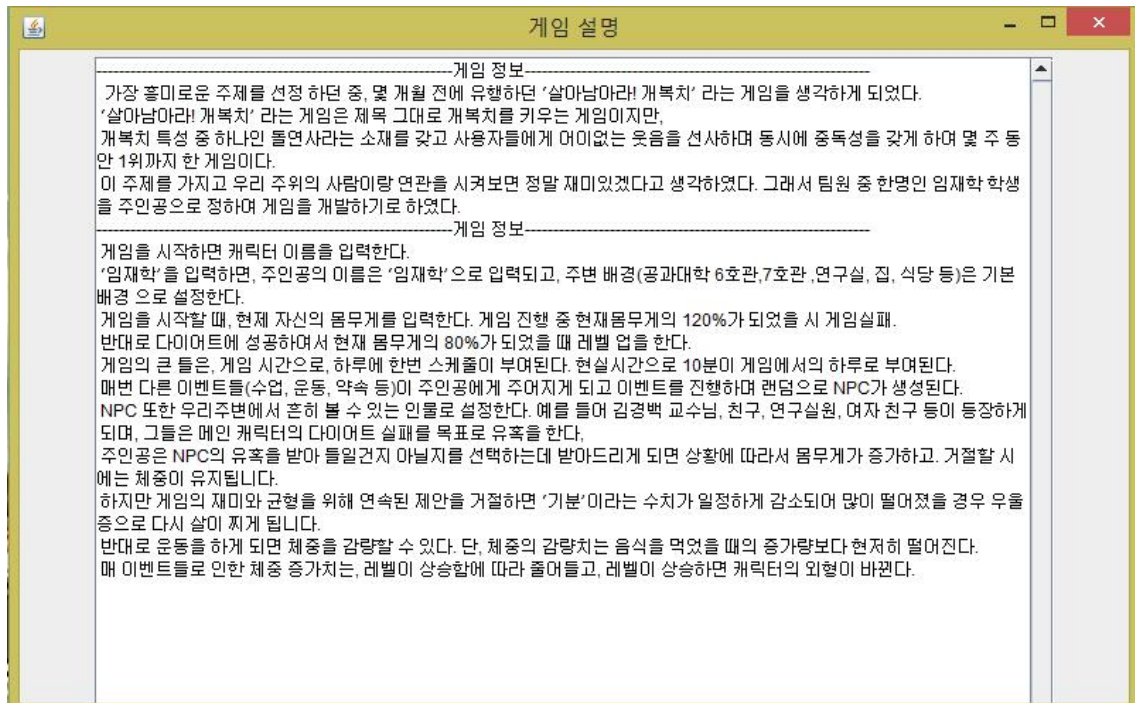 게임 설명
------------------------------게임 정보------------------------------
가장 흥미로운 주제를 선정 하던 중, 몇 개월 전에 유행하던 ‘살아남아라! 개복치’ 라는 게임을 생각하게 되었다.
‘살아남아라! 개복치’ 라는 게임은 제목 그대로 개복치를 키우는 게임이지만,
개복치 특성 중 하나인 돌연사라는 소재를 갖고 사용자들에게 어이없는 웃음을 선사하며 동시에 중독성을 갖게 하여 몇 주 동
안 1위까지 한 게임이다.
이 주제를 가지고 우리 주위의 사람이랑 연관을 시켜보면 정말 재미있겠다고 생각하였다. 그래서 팀원 중 한명인 임재학 학생
을 주인공으로 정하여 게임을 개발하기로 하였다.
------------------------------게임 정보------------------------------
게임을 시작하면 캐릭터 이름을 입력한다.
‘임재학’을 입력하면, 주인공의 이름은 ‘임재학’으로 입력되고, 주변 배경(공과대학 6호관,7호관 ,연구실, 집, 식당 등)은 기본
배경 으로 설정한다.
게임을 시작할 때, 현제 자신의 몸무게를 입력한다. 게임 진행 중 현재몸무게의 120%가 되었을 시 게임실패.
반대로 다이어트에 성공하여서 현재 몸무게의 80%가 되었을 때 레벨 업을 한다.
게임의 큰 틀은, 게임 시간으로, 하루에 한번 스케줄이 부여된다. 현실시간으로 10분이 게임에서의 하루로 부여된다.
매번 다른 이벤트들(수업, 운동, 약속 등)이 주인공에게 주어지게 되고 이벤트를 진행하며 랜덤으로 NPC가 생성된다.
NPC 또한 우리주변에서 흔히 볼 수 있는 인물로 설정한다. 예를 들어 김경백 교수님, 친구, 연구실원, 여자 친구 등이 등장하게
되며, 그들은 메인 캐릭터의 다이어트 실패를 목표로 유혹을 한다,
주인공은 NPC의 유혹을 받아 들일건지 아닐지를 선택하는데 받아드리게 되면 상황에 따라서 몸무게가 증가하고. 거절할 시
에는 체중이 유지됩니다.
하지만 게임의 재미와 균형을 위해 연속된 제안을 거절하면 ‘기분’이라는 수치가 일정하게 감소되어 많이 떨어졌을 경우 우울
증으로 다시 살이 찌게 됩니다.
반대로 운동을 하게 되면 체중을 감량할 수 있다. 단, 체중의 감량치는 음식을 먹었을 때의 증가량보다 현저히 떨어진다.
매 이벤트들로 인한 체중 증가치는, 레벨이 상승함에 따라 줄어들고, 레벨이 상승하면 캐릭터의 외형이 바뀐다.